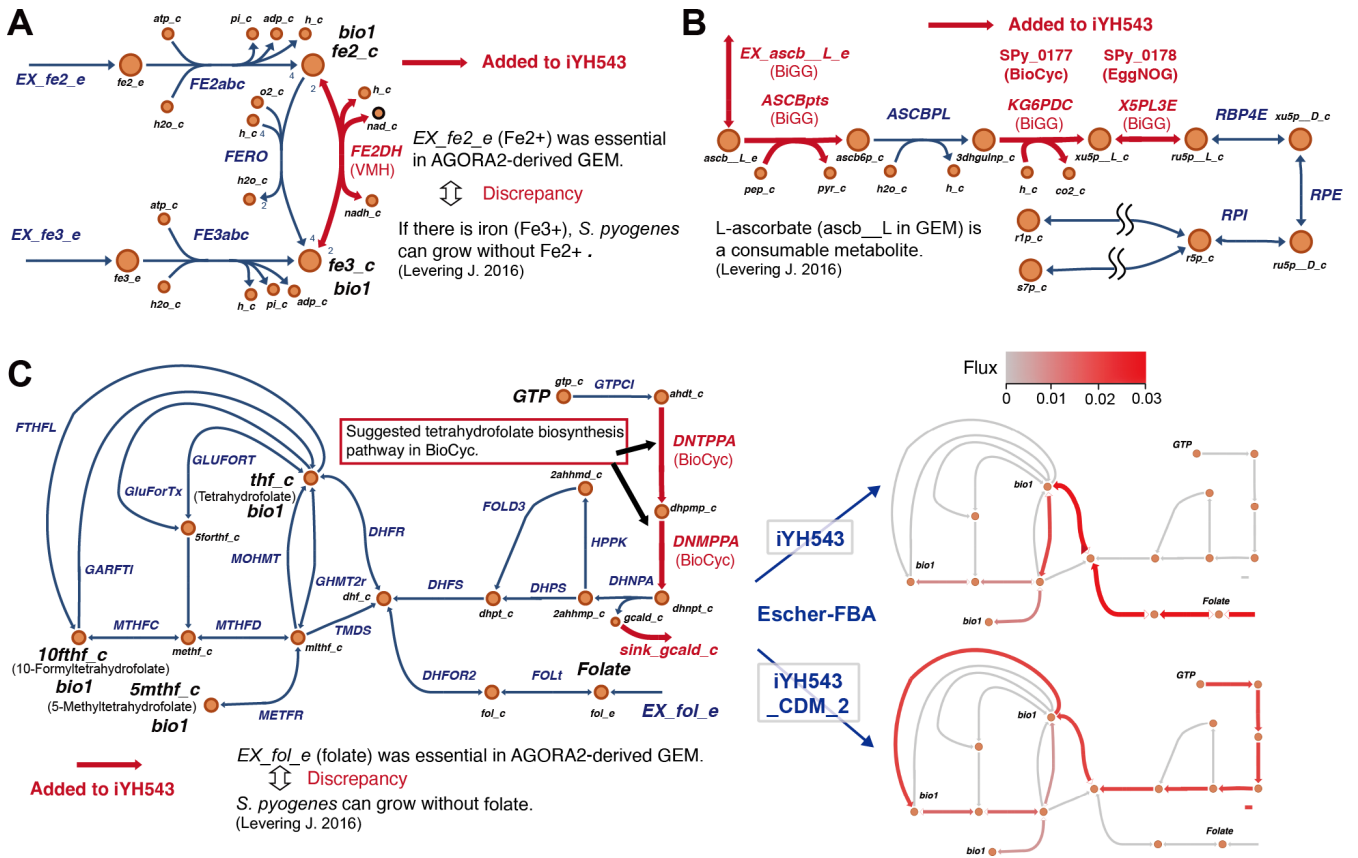 A
atp_c
pi_c
adp_c
h_c
bio1
fe2_c
EX_fe2_e
fe2_e
FE2abc
h2o_c
4
2
Added to iYH543
o2_c
h_c
4
FERO
h2o_c
2
h_c
nad_c
FE2DH
(VMH)
nadh_c
EX_fe2_e (Fe2+) was essential
in AGORA2-derived GEM.
Discrepancy
If there is iron (Fe3+), S. pyogenes
can grow without Fe2+ .
(Levering J. 2016)
EX_fe3_e
fe3_e
atp_c
FE3abc
h2o_c
4
2
fe3_c
bio1
h_c
pi_c
adp_c
B
Added to iYH543
EX_ascb__L_e
(BiGG)
ASCBpts
(BiGG)
SPy_0177
(BioCyc)
SPy_0178
(EggNOG)
ASCBPL
KG6PDC
(BiGG)
X5PL3E
(BiGG)
RBP4E
xu5p__D_c
ascb__L_e
ascb6p_c
3dhgulnp_c
xu5p__L_c
ru5p__L_c
pep_c
pyr_c
h2o_c
h_c
h_c
co2_c
RPE
L-ascorbate (ascb__L in GEM) is
a consumable metabolite.
(Levering J. 2016)
r1p_c
s7p_c
r5p_c
RPI
ru5p__D_c
C
FTHFL
GARFTi
GluForTx
GLUFORT
5forthf_c
thf_c
(Tetrahydrofolate)
bio1
MOHMT
GHMT2r
DHFR
dhf_c
TMDS
MTHFC
MTHFD
methf_c
mlthf_c
10fthf_c
(10-Formyltetrahydrofolate)
bio1
5mthf_c
(5-Methyltetrahydrofolate)
bio1
METFR
GTP
gtp_c
GTPCI
ahdt_c
Suggested tetrahydrofolate biosynthesis
pathway in BioCyc.
DNTPPA
(BioCyc)
dhpmp_c
DNMPPA
(BioCyc)
2ahhmd_c
FOLD3
HPPK
DHFS
DHPS
DHNPA
dhpt_c
2ahhmp_c
dhnpt_c
gcald_c
sink_gcald_c
DHFOR2
FOLt
Folate
fol_c
fol_e
EX_fol_e
Added to iYH543
EX_fol_e (folate) was essential in AGORA2-derived GEM.
Discrepancy
S. pyogenes can grow without folate.
(Levering J. 2016)
Flux
0
0.01
0.02
0.03
iYH543
Escher-FBA
iYH543
_CDM_2
GTP
bio1
bio1
bio1
Folate
GTP
bio1
bio1
bio1
Folate